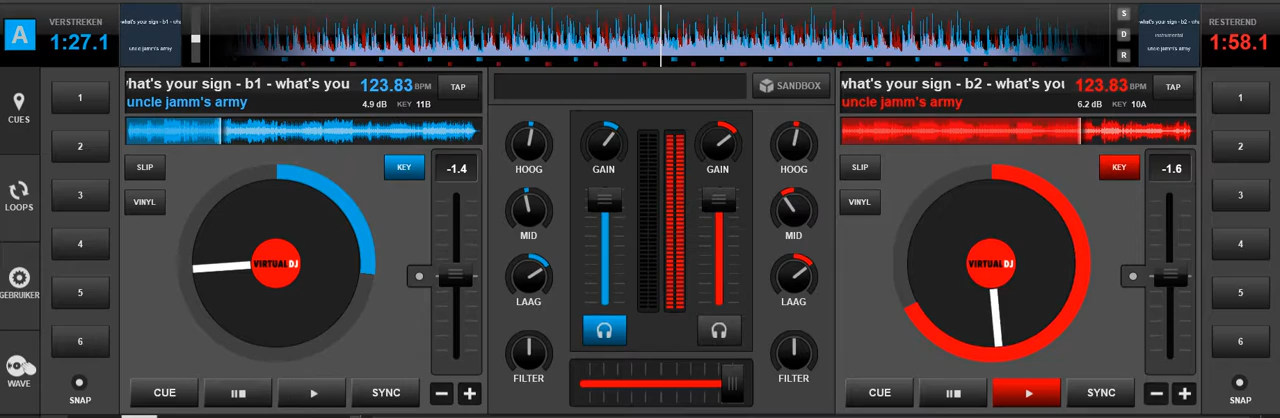 A
VERSTREKEN
1:27.1
what's your sign - b1 - wh
uncle jamm's army
S
D
R
what's your sign - b2 - wh
instrumental
uncle jamm's army
RESTEREND
1:58.1
what's your sign - b1 - what's you
123.83 BPM
TAP
uncle jamm's army
4.9 dB KEY 11B
SANDBOX
what's your sign - b2 - what's you
123.83 BPM
TAP
uncle jamm's army
6.2 dB KEY 10A
CUES
LOOPS
GEBRUIKER
WAVE
1
2
3
4
5
6
SNAP
SLIP
VINYL
KEY
-1.4
VIRTUALDJ
CUE
SYNC
HOOG
MID
LAAG
FILTER
GAIN
GAIN
HOOG
MID
LAAG
FILTER
SLIP
VINYL
KEY
-1.6
VIRTUALDJ
CUE
SYNC
1
2
3
4
5
6
SNAP